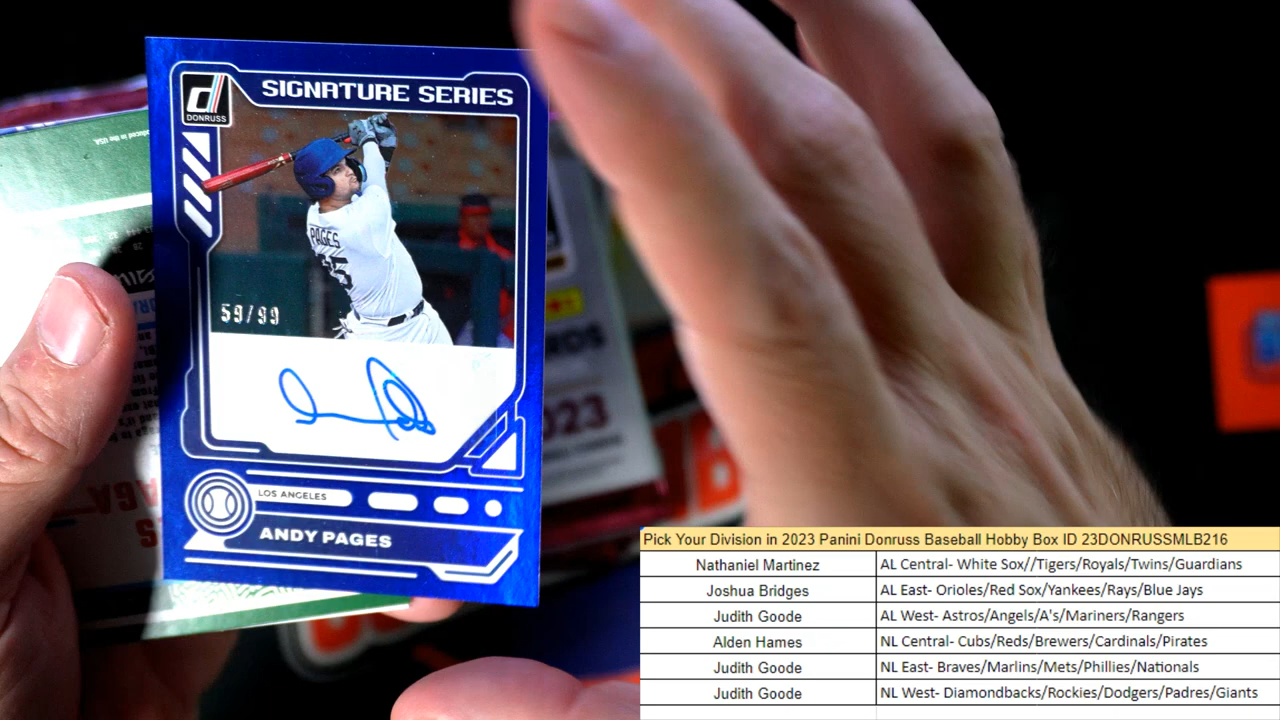 SIGNATURE SERIES
d
DONRUSS
PAGES
59/99
LOS ANGELES
ANDY PAGES
2023
Pick Your Division in 2023 Panini Donruss Baseball Hobby Box ID 23DONRUSSMLB216
Nathaniel Martinez AL Central- White Sox//Tigers/Royals/Twins/Guardians
Joshua Bridges AL East- Orioles/Red Sox/Yankees/Rays/Blue Jays
Judith Goode AL West- Astros/Angels/A's/Mariners/Rangers
Alden Hames NL Central- Cubs/Reds/Brewers/Cardinals/Pirates
Judith Goode NL East- Braves/Marlins/Mets/Phillies/Nationals
Judith Goode NL West- Diamondbacks/Rockies/Dodgers/Padres/Giants